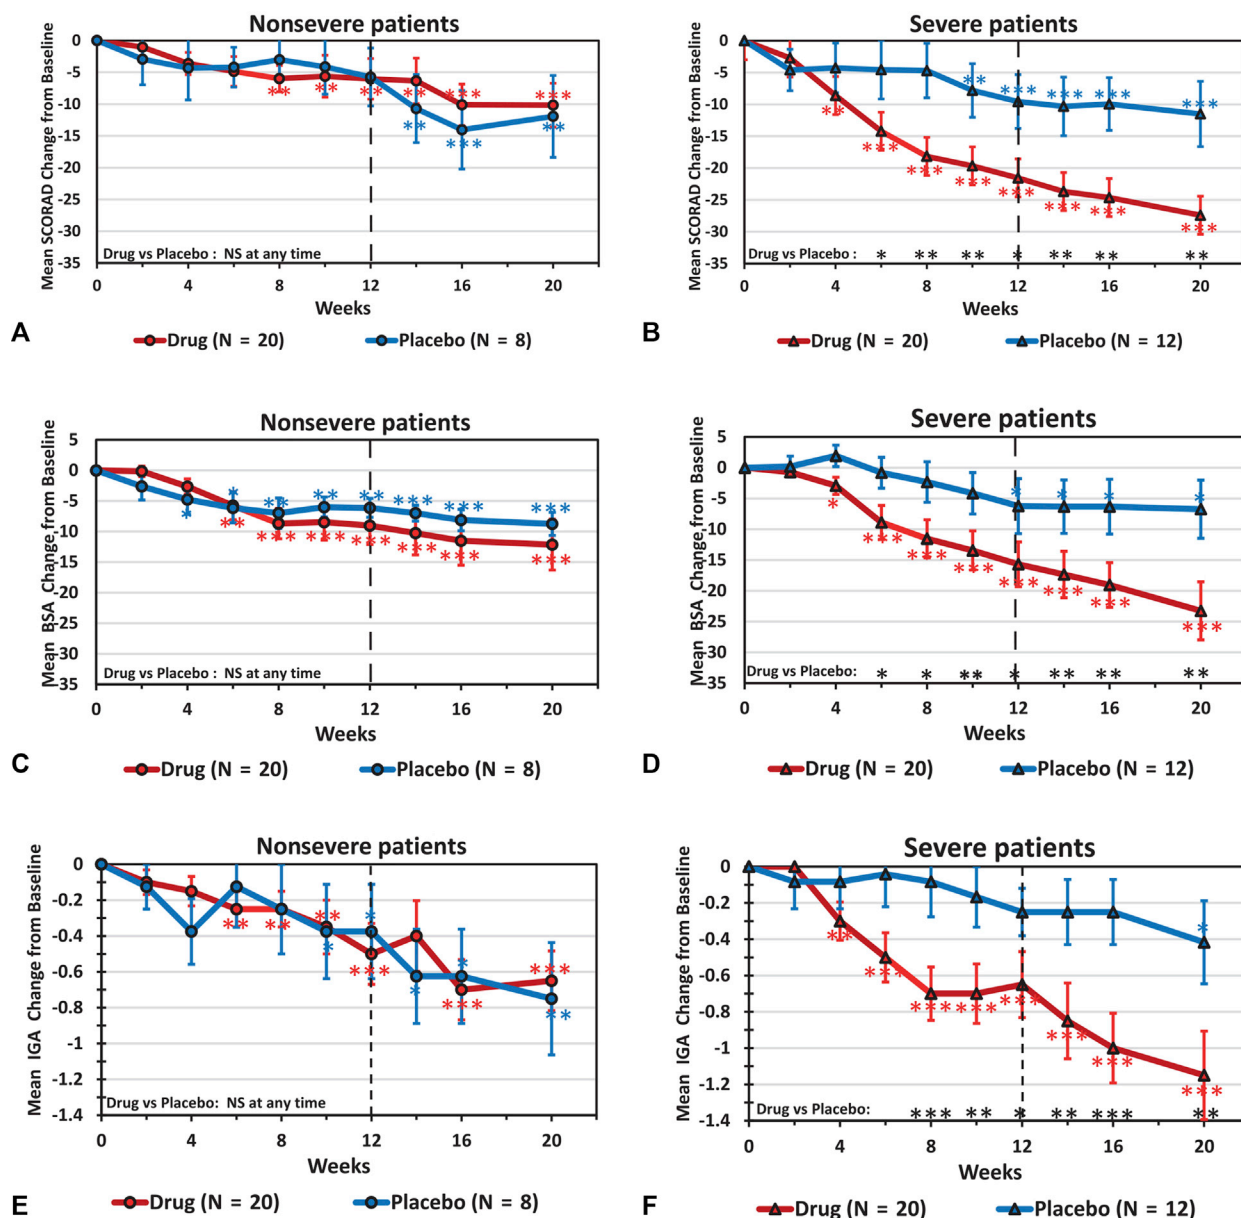 Nonsevere patients
Mean SCORAD Change from Baseline
0
-5
-10
-15
-20
-25
-30
-35
** ** ** ** *** ***
** *** **
Drug vs Placebo : NS at any time
0 4 8 12 16 20
Weeks
A
Drug (N = 20) Placebo (N = 8)
Severe patients
Mean SCORAD Change from Baseline
0
-5
-10
-15
-20
-25
-30
-35
** *** *** *** ***
** *** *** *** *** *** *** ***
Drug vs Placebo : * ** ** * ** ** **
0 4 8 12 16 20
Weeks
B
Drug (N = 20) Placebo (N = 12)
Nonsevere patients
Mean BSA Change from Baseline
5
0
-5
-10
-15
-20
-25
-30
-35
* * ** ** ** *** *** ***
** *** *** *** *** *** ***
Drug vs Placebo : NS at any time
0 4 8 12 16 20
Weeks
C
Drug (N = 20) Placebo (N = 8)
Severe patients
Mean BSA Change from Baseline
5
0
-5
-10
-15
-20
-25
-30
-35
* * * *
* *** *** *** *** *** *** ***
Drug vs Placebo: * * ** * ** ** **
0 4 8 12 16 20
Weeks
D
Drug (N = 20) Placebo (N = 12)
Nonsevere patients
Mean IGA Change from Baseline
0
-0.2
-0.4
-0.6
-0.8
-1
-1.2
-1.4
** ** ** *** *** ***
* * * * **
Drug vs Placebo: NS at any time
0 4 8 12 16 20
Weeks
E
Drug (N = 20) Placebo (N = 8)
Severe patients
Mean IGA Change from Baseline
0
-0.2
-0.4
-0.6
-0.8
-1
-1.2
-1.4
*
** *** *** *** *** *** *** ***
Drug vs Placebo: *** ** * ** *** **
0 4 8 12 16 20
Weeks
F
Drug (N = 20) Placebo (N = 12)